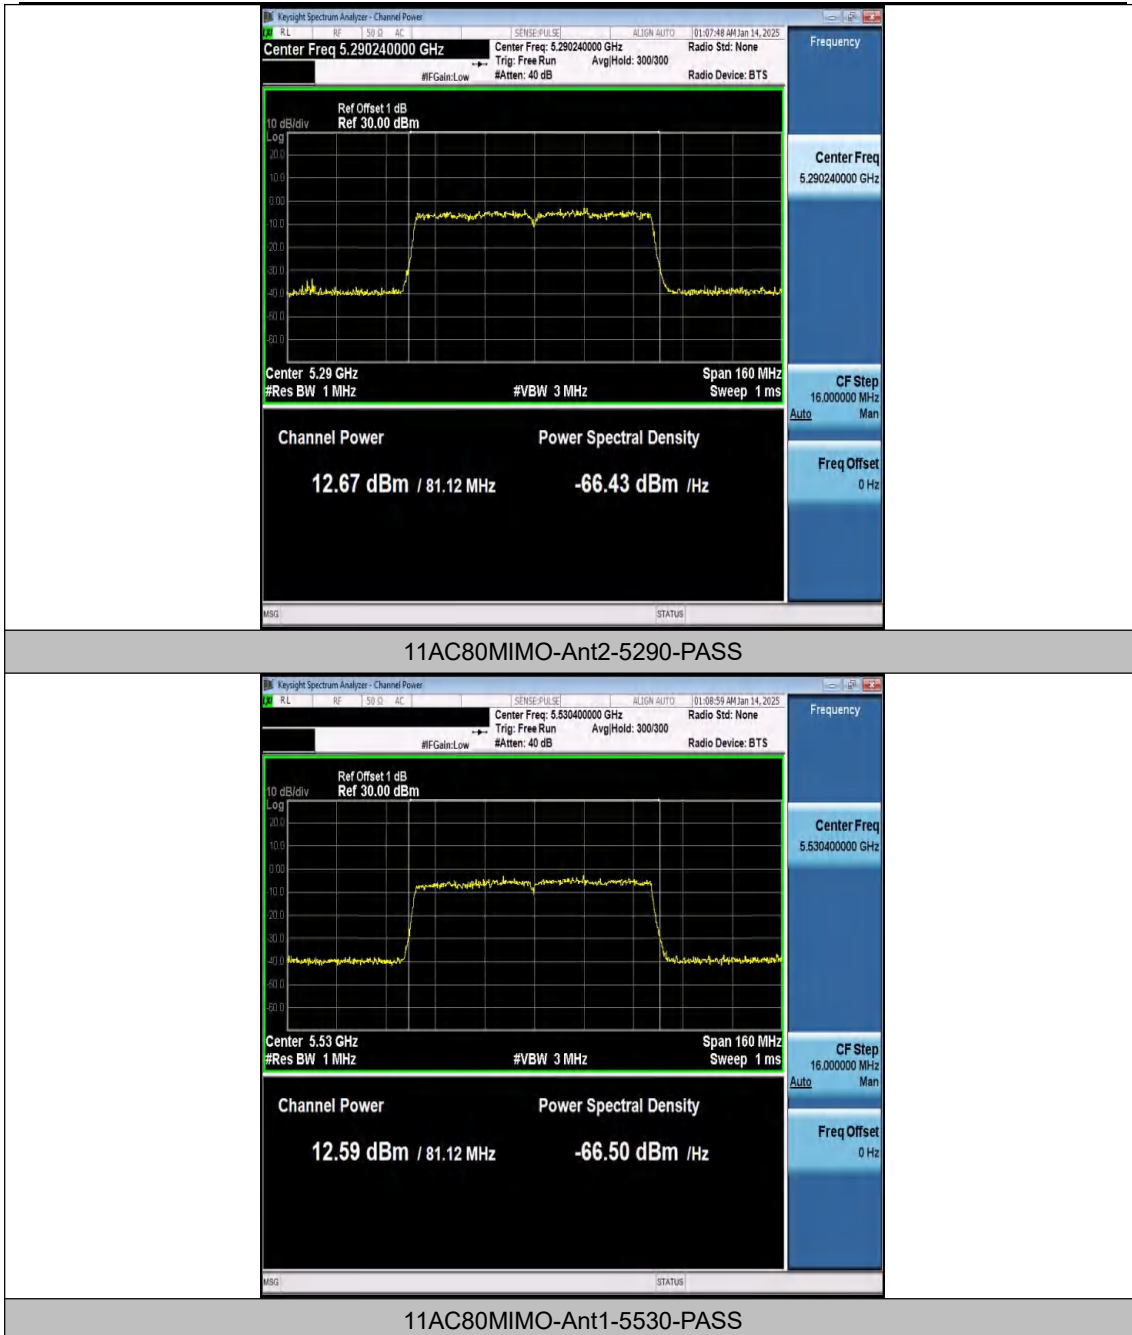 Keysight Spectrum Analyzer - Channel Power
RL RF 50 Ω AC SENSE:PULSE ALIGN AUTO 01:07:48 AM Jan 14, 2025
Center Freq 5.290240000 GHz Center Freq: 5.290240000 GHz Radio Std: None
Trig: Free Run Avg|Hold: 300/300
#IFGain:Low #Atten: 40 dB Radio Device: BTS
Frequency
Ref Offset 1 dB
10 dB/div Ref 30.00 dBm
Log
20.0
10.0
0.00
-10.0
-20.0
-30.0
-40.0
-50.0
-60.0
Center 5.29 GHz Span 160 MHz
#Res BW 1 MHz #VBW 3 MHz Sweep 1 ms
Center Freq
5.290240000 GHz
CF Step
16.000000 MHz
Auto Man
Freq Offset
0 Hz
Channel Power Power Spectral Density
12.67 dBm / 81.12 MHz -66.43 dBm /Hz
MSG STATUS
11AC80MIMO-Ant2-5290-PASS
Keysight Spectrum Analyzer - Channel Power
RL RF 50 Ω AC SENSE:PULSE ALIGN AUTO 01:08:59 AM Jan 14, 2025
Center Freq: 5.530400000 GHz Radio Std: None
Trig: Free Run Avg|Hold: 300/300
#IFGain:Low #Atten: 40 dB Radio Device: BTS
Frequency
Ref Offset 1 dB
10 dB/div Ref 30.00 dBm
Log
20.0
10.0
0.00
-10.0
-20.0
-30.0
-40.0
-50.0
-60.0
Center 5.53 GHz Span 160 MHz
#Res BW 1 MHz #VBW 3 MHz Sweep 1 ms
Center Freq
5.530400000 GHz
CF Step
16.000000 MHz
Auto Man
Freq Offset
0 Hz
Channel Power Power Spectral Density
12.59 dBm / 81.12 MHz -66.50 dBm /Hz
MSG STATUS
11AC80MIMO-Ant1-5530-PASS